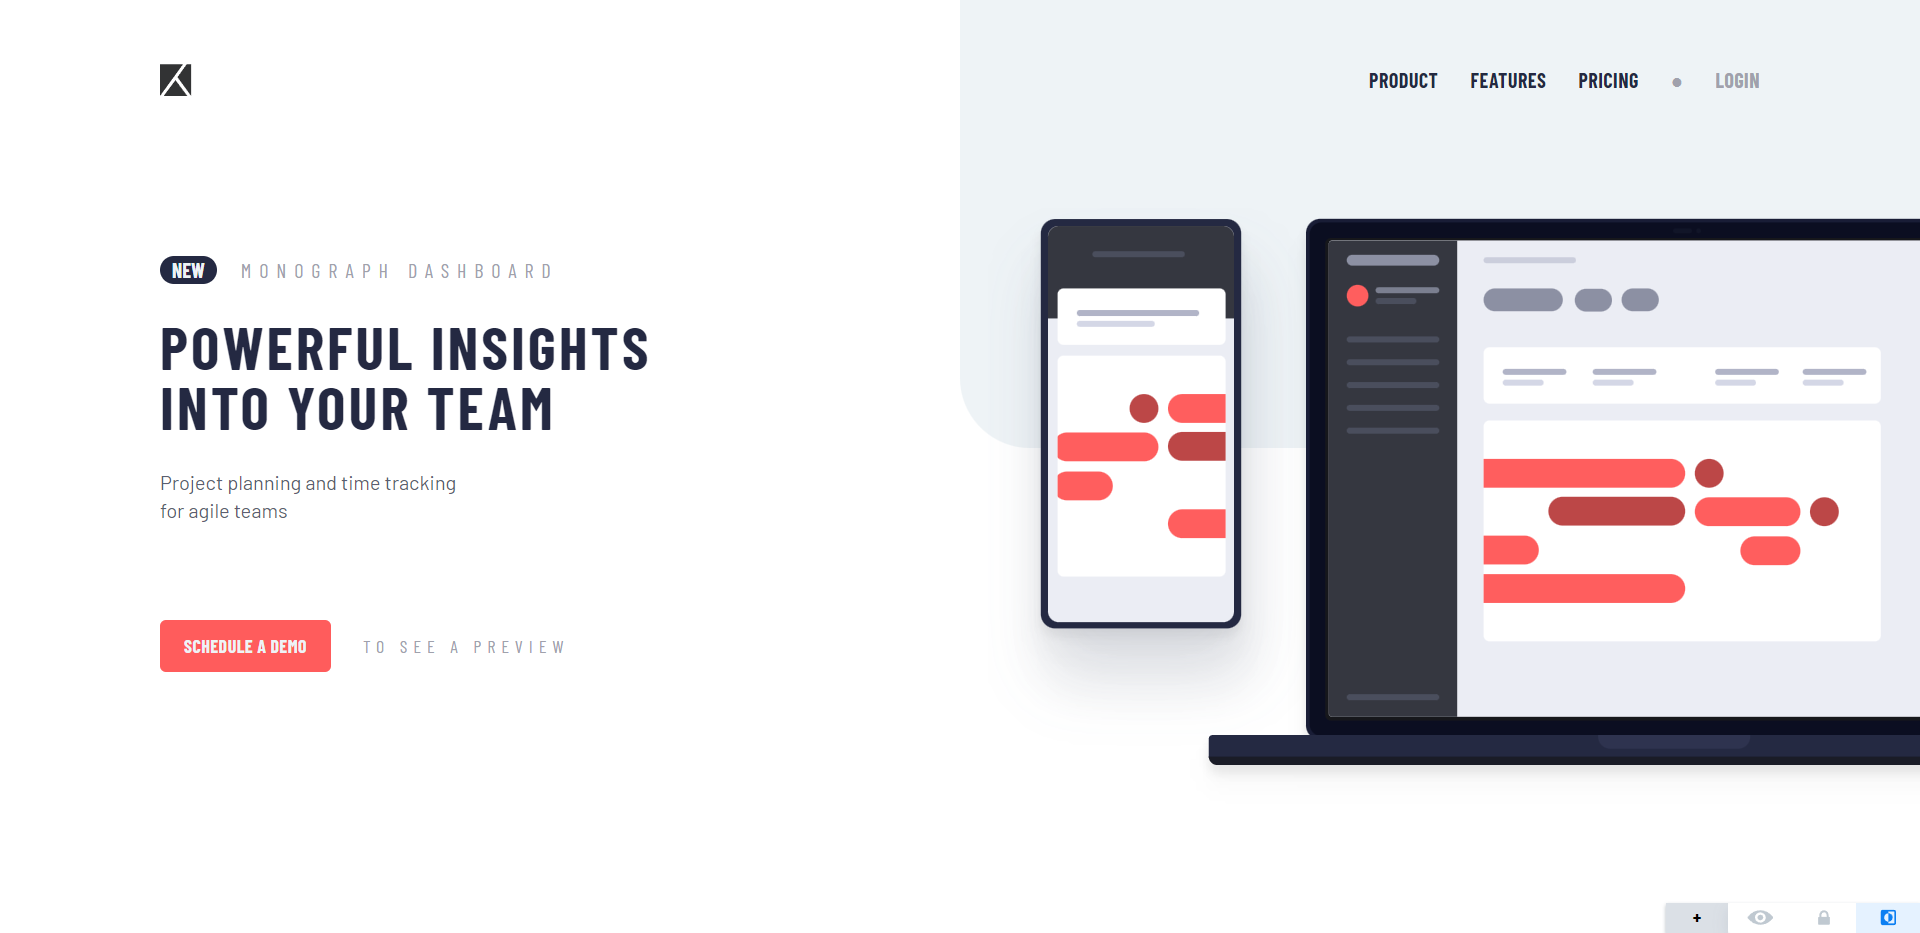 PRODUCT FEATURES PRICING LOGIN
NEW MONOGRAPH DASHBOARD
POWERFUL INSIGHTS
INTO YOUR TEAM
Project planning and time tracking
for agile teams
SCHEDULE A DEMO TO SEE A PREVIEW
+